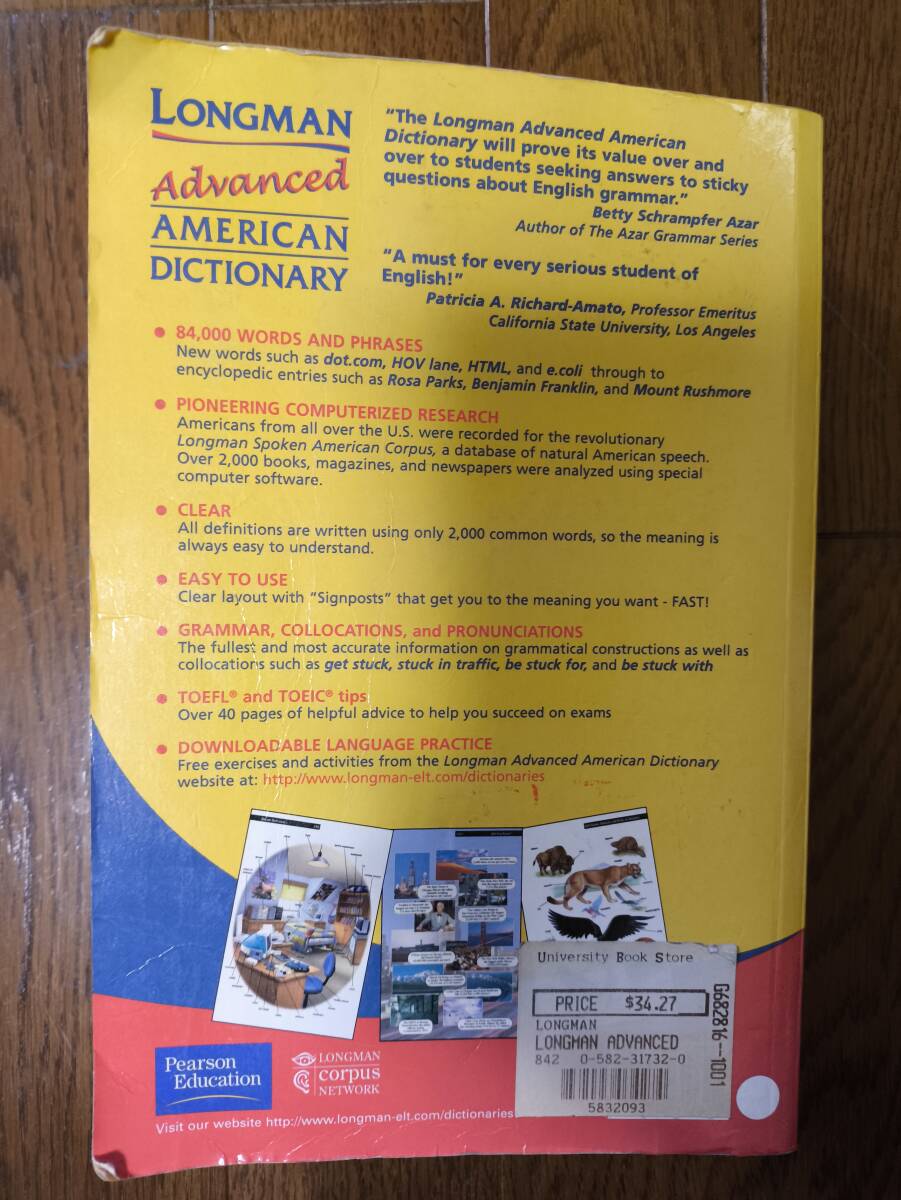 LONGMAN
Advanced
AMERICAN
DICTIONARY
“The Longman Advanced American
Dictionary will prove its value over and
over to students seeking answers to sticky
questions about English grammar.”
Betty Schrampfer Azar
Author of The Azar Grammar Series
“A must for every serious student of
English!”
Patricia A. Richard-Amato, Professor Emeritus
California State University, Los Angeles
• 84,000 WORDS AND PHRASES
New words such as dot.com, HOV lane, HTML, and e.coli through to
encyclopedic entries such as Rosa Parks, Benjamin Franklin, and Mount Rushmore
• PIONEERING COMPUTERIZED RESEARCH
Americans from all over the U.S. were recorded for the revolutionary
Longman Spoken American Corpus, a database of natural American speech.
Over 2,000 books, magazines, and newspapers were analyzed using special
computer software.
• CLEAR
All definitions are written using only 2,000 common words, so the meaning is
always easy to understand.
• EASY TO USE
Clear layout with “Signposts” that get you to the meaning you want - FAST!
• GRAMMAR, COLLOCATIONS, and PRONUNCIATIONS
The fullest and most accurate information on grammatical constructions as well as
collocations such as get stuck, stuck in traffic, be stuck for, and be stuck with
• TOEFL® and TOEIC® tips
Over 40 pages of helpful advice to help you succeed on exams
• DOWNLOADABLE LANGUAGE PRACTICE
Free exercises and activities from the Longman Advanced American Dictionary
website at: http://www.longman-elt.com/dictionaries
University Book Store
PRICE $34.27
LONGMAN
LONGMAN ADVANCED
842 0-582-31732-0
5832093
G682816--1001
Pearson
Education
LONGMAN
corpus
NETWORK
Visit our website http://www.longman-elt.com/dictionaries